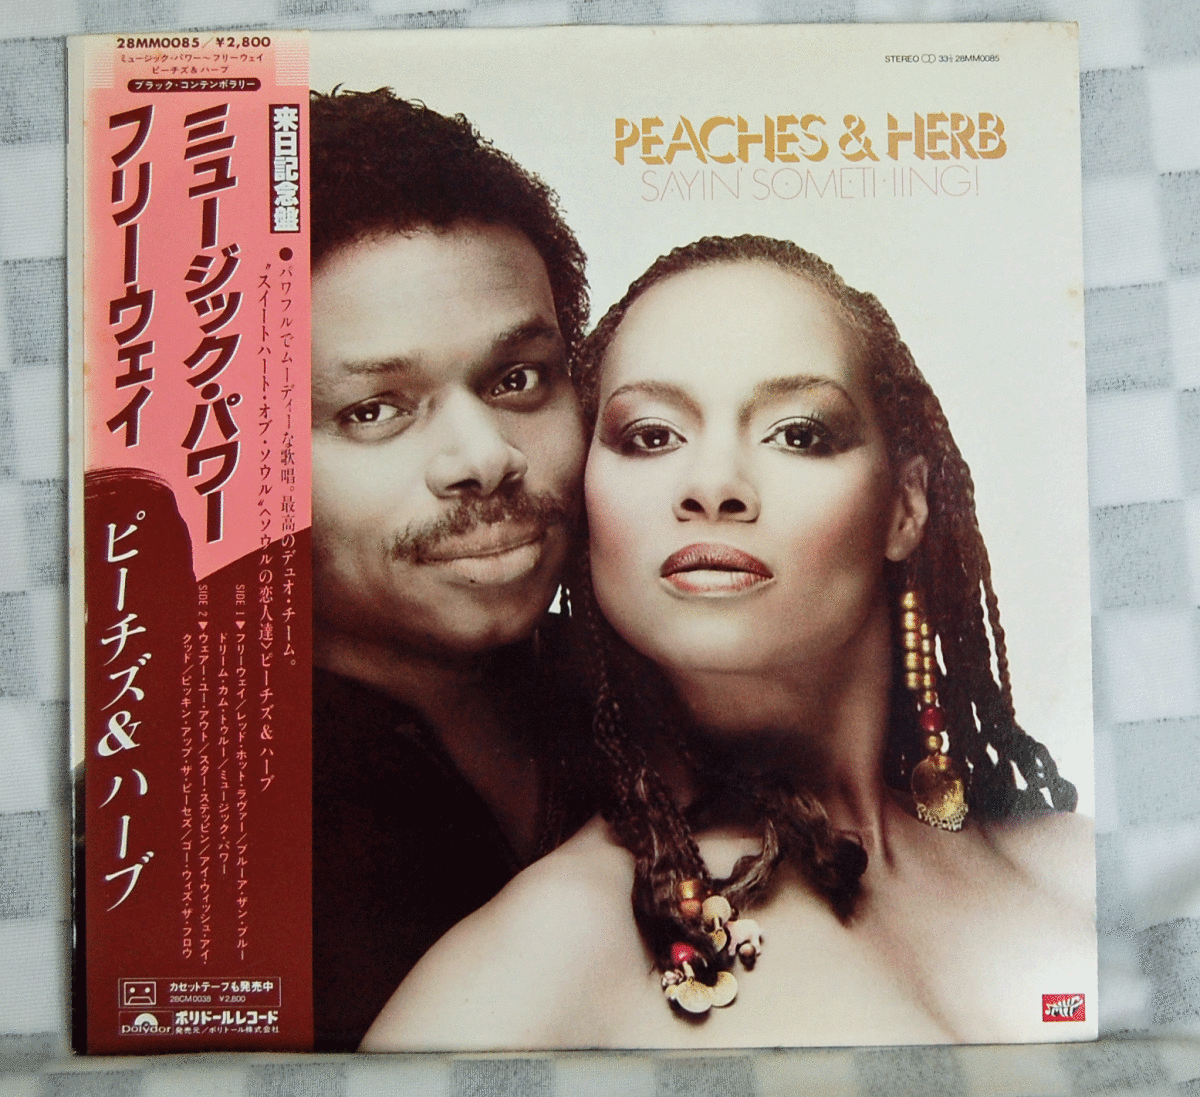 28MM0085/¥2,800
ミュージック・パワー〜フリーウェイ
ピーチズ&ハーブ
ブラック・コンテンポラリー
来日記念盤
ミュージック・パワー
フリーウェイ
ピーチズ&ハーブ
●パワフルでムーディーな歌唱。最高のデュオ・チーム。
〝スイートハート・オブ・ソウル〟〈ソウルの恋人達〉ピーチズ&ハーブ
SIDE 1▼フリーウェイ/レッド・ホット・ラヴァー/ブルーア・ザン・ブルー
ドリーム・カム・トゥルー/ミュージック・パワー
SIDE 2▼ウェアー・ユー・アウト/スター・ステッピン/アイ・ウィッシュ・アイ・
クッド/ピッキン・アップ・ザ・ピーセズ/ゴー・ウィズ・ザ・フロウ
カセットテープも発売中
28CM0038 ¥2,800
polydor
ポリドールレコード
発売元/ポリドール株式会社
STEREO 33⅓ 28MM0085
PEACHES & HERB
SAYIN' SOMETHING!
MVP